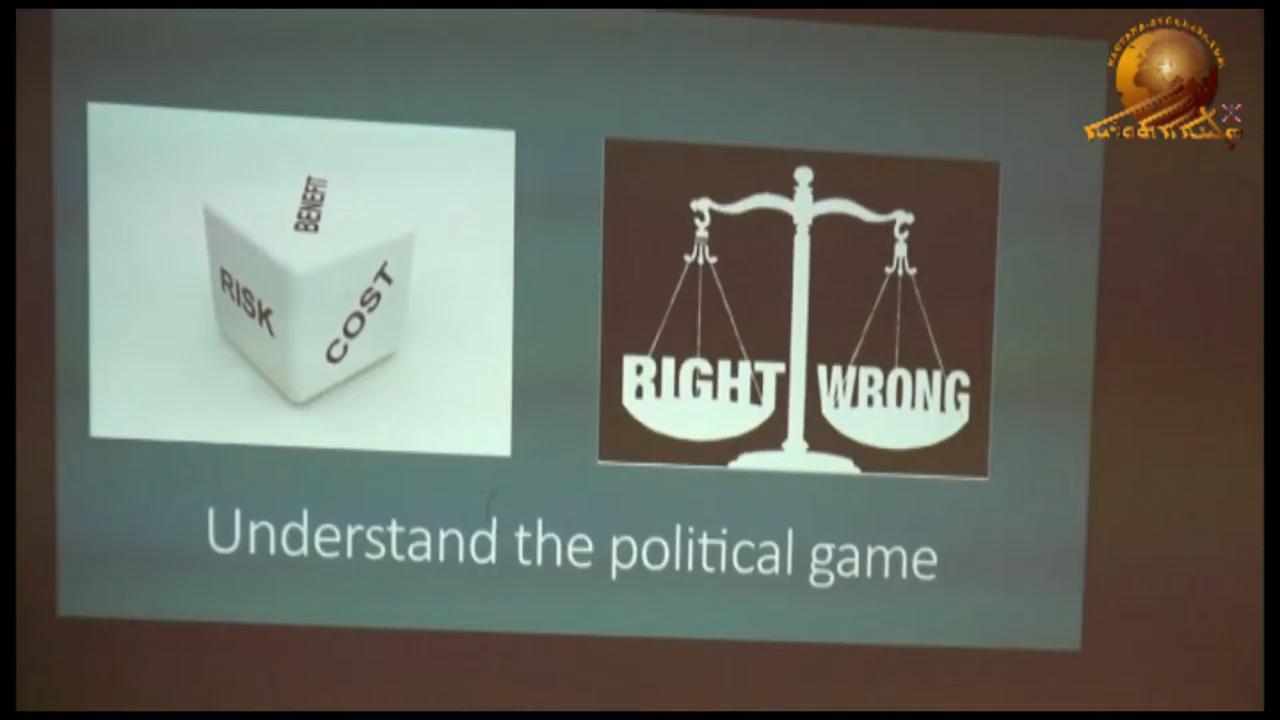 BENEFIT
RISK
COST
RIGHT
WRONG
Understand the political game